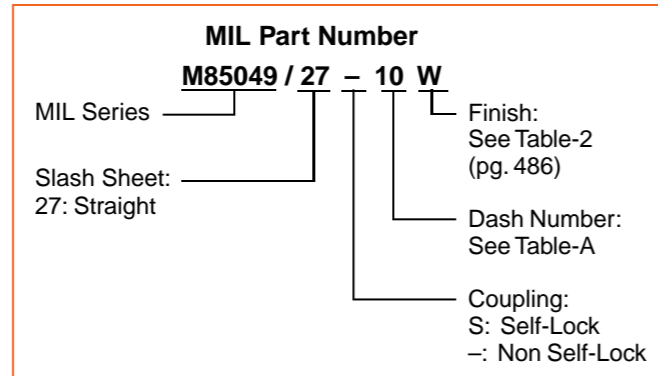 MIL Part Number
M85049 / 27 – 10 W
MIL Series
Slash Sheet:
27: Straight
Finish:
See Table-2
(pg. 486)
Dash Number:
See Table-A
Coupling:
S: Self-Lock
–: Non Self-Lock